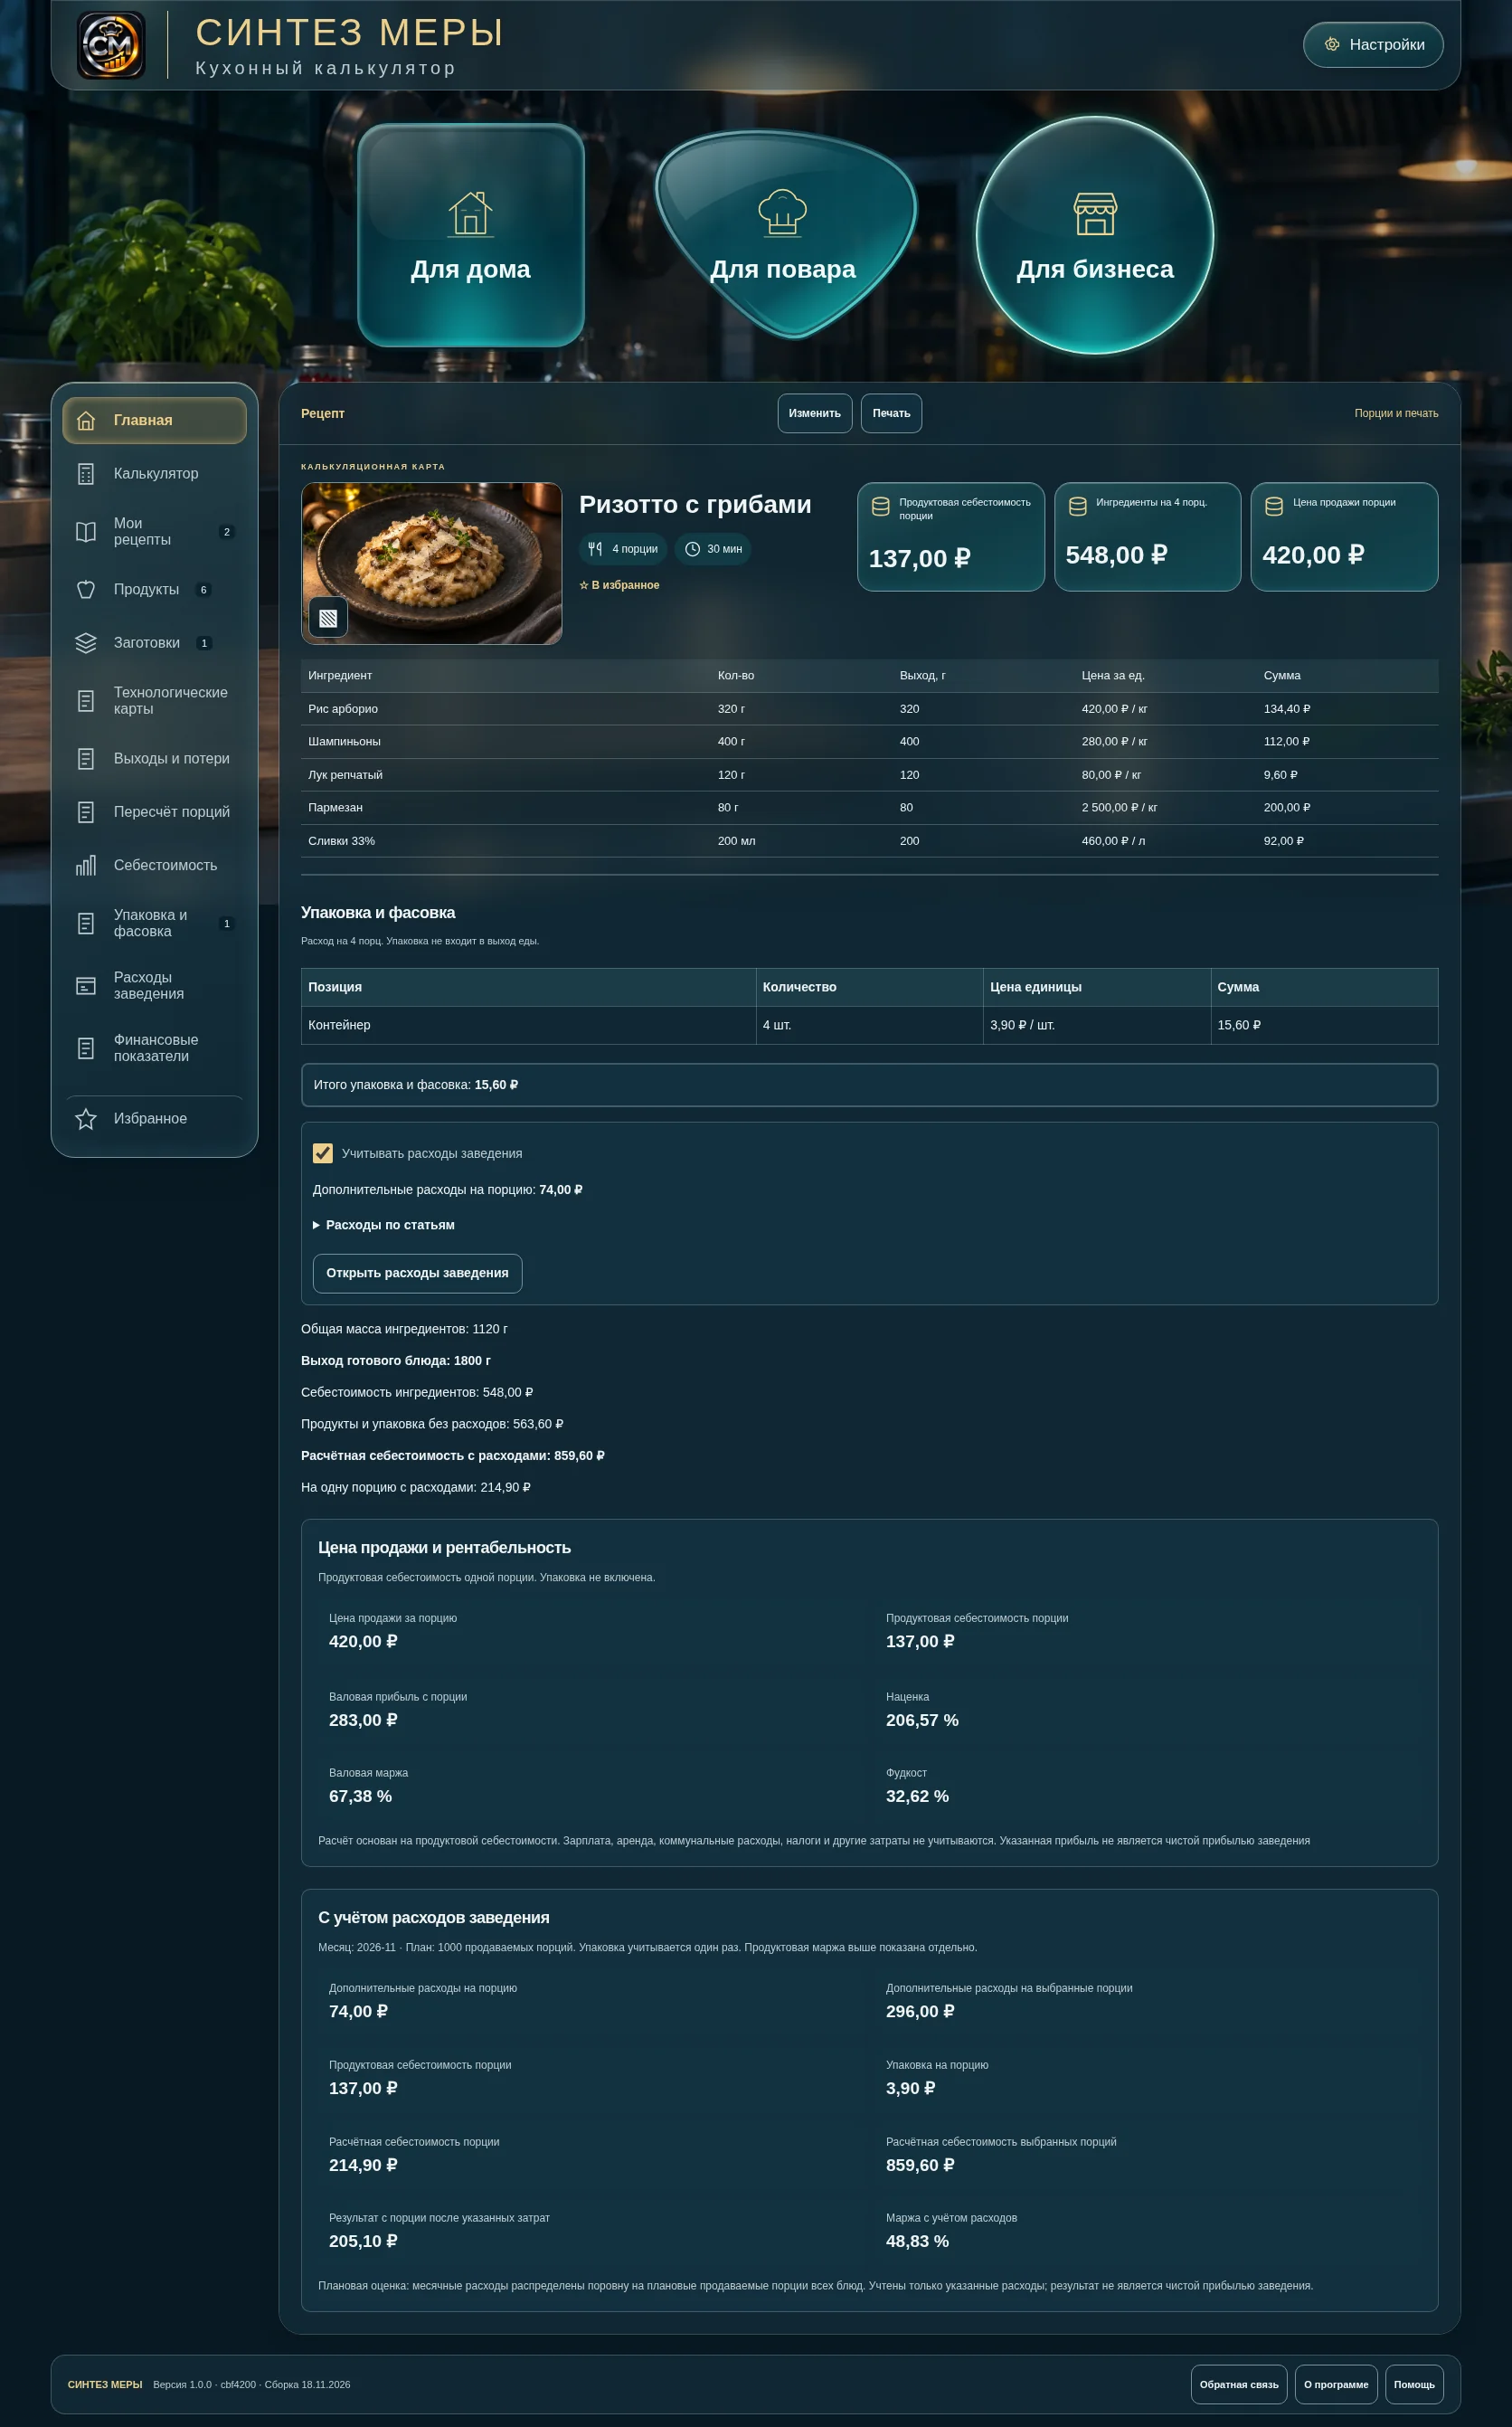 СМ
СИНТЕЗ МЕРЫ
Кухонный калькулятор
Настройки
Для дома
Для повара
Для бизнеса
Главная
Калькулятор
Мои
рецепты
2
Продукты
6
Заготовки
1
Технологические
карты
Выходы и потери
Пересчёт порций
Себестоимость
Упаковка и
фасовка
1
Расходы
заведения
Финансовые
показатели
Избранное
Рецепт
Изменить
Печать
Порции и печать
КАЛЬКУЛЯЦИОННАЯ КАРТА
Ризотто с грибами
4 порции
30 мин
☆ В избранное
Продуктовая себестоимость
порции
137,00 ₽
Ингредиенты на 4 порц.
548,00 ₽
Цена продажи порции
420,00 ₽
Ингредиент Кол-во Выход, г Цена за ед. Сумма
Рис арборио 320 г 320 420,00 ₽ / кг 134,40 ₽
Шампиньоны 400 г 400 280,00 ₽ / кг 112,00 ₽
Лук репчатый 120 г 120 80,00 ₽ / кг 9,60 ₽
Пармезан 80 г 80 2 500,00 ₽ / кг 200,00 ₽
Сливки 33% 200 мл 200 460,00 ₽ / л 92,00 ₽
Упаковка и фасовка
Расход на 4 порц. Упаковка не входит в выход еды.
Позиция Количество Цена единицы Сумма
Контейнер 4 шт. 3,90 ₽ / шт. 15,60 ₽
Итого упаковка и фасовка: 15,60 ₽
Учитывать расходы заведения
Дополнительные расходы на порцию: 74,00 ₽
Расходы по статьям
Открыть расходы заведения
Общая масса ингредиентов: 1120 г
Выход готового блюда: 1800 г
Себестоимость ингредиентов: 548,00 ₽
Продукты и упаковка без расходов: 563,60 ₽
Расчётная себестоимость с расходами: 859,60 ₽
На одну порцию с расходами: 214,90 ₽
Цена продажи и рентабельность
Продуктовая себестоимость одной порции. Упаковка не включена.
Цена продажи за порцию
420,00 ₽
Продуктовая себестоимость порции
137,00 ₽
Валовая прибыль с порции
283,00 ₽
Наценка
206,57 %
Валовая маржа
67,38 %
Фудкост
32,62 %
Расчёт основан на продуктовой себестоимости. Зарплата, аренда, коммунальные расходы, налоги и другие затраты не учитываются. Указанная прибыль не является чистой прибылью заведения
С учётом расходов заведения
Месяц: 2026-11 · План: 1000 продаваемых порций. Упаковка учитывается один раз. Продуктовая маржа выше показана отдельно.
Дополнительные расходы на порцию
74,00 ₽
Дополнительные расходы на выбранные порции
296,00 ₽
Продуктовая себестоимость порции
137,00 ₽
Упаковка на порцию
3,90 ₽
Расчётная себестоимость порции
214,90 ₽
Расчётная себестоимость выбранных порций
859,60 ₽
Результат с порции после указанных затрат
205,10 ₽
Маржа с учётом расходов
48,83 %
Плановая оценка: месячные расходы распределены поровну на плановые продаваемые порции всех блюд. Учтены только указанные расходы; результат не является чистой прибылью заведения.
СИНТЕЗ МЕРЫ Версия 1.0.0 · cbf4200 · Сборка 18.11.2026
Обратная связь
О программе
Помощь